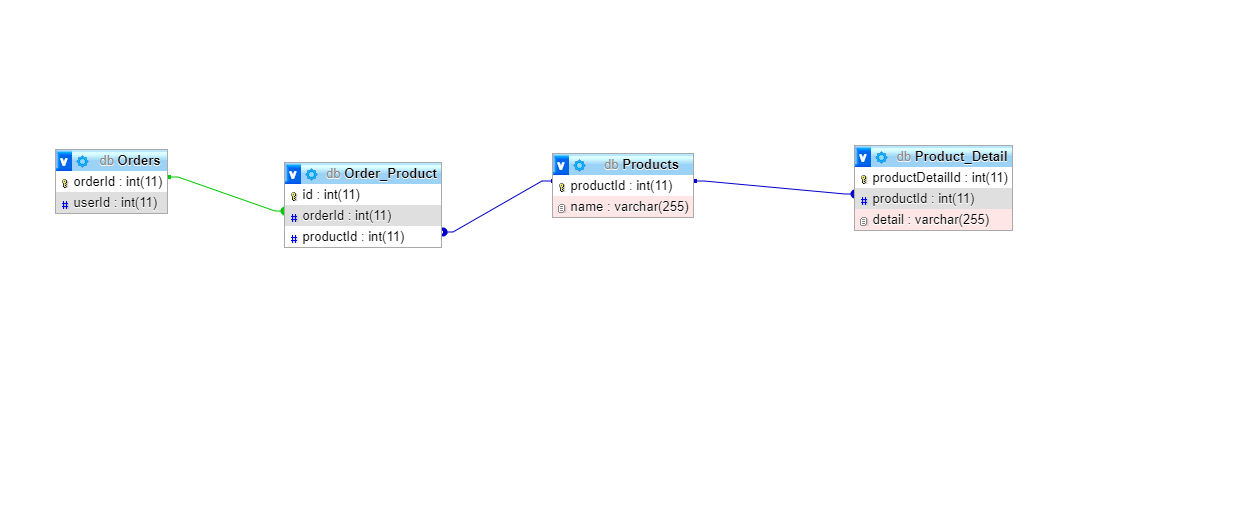 v db Orders
orderId : int(11)
# userId : int(11)
v db Order_Product
id : int(11)
# orderId : int(11)
# productId : int(11)
v db Products
productId : int(11)
name : varchar(255)
v db Product_Detail
productDetailId : int(11)
# productId : int(11)
detail : varchar(255)